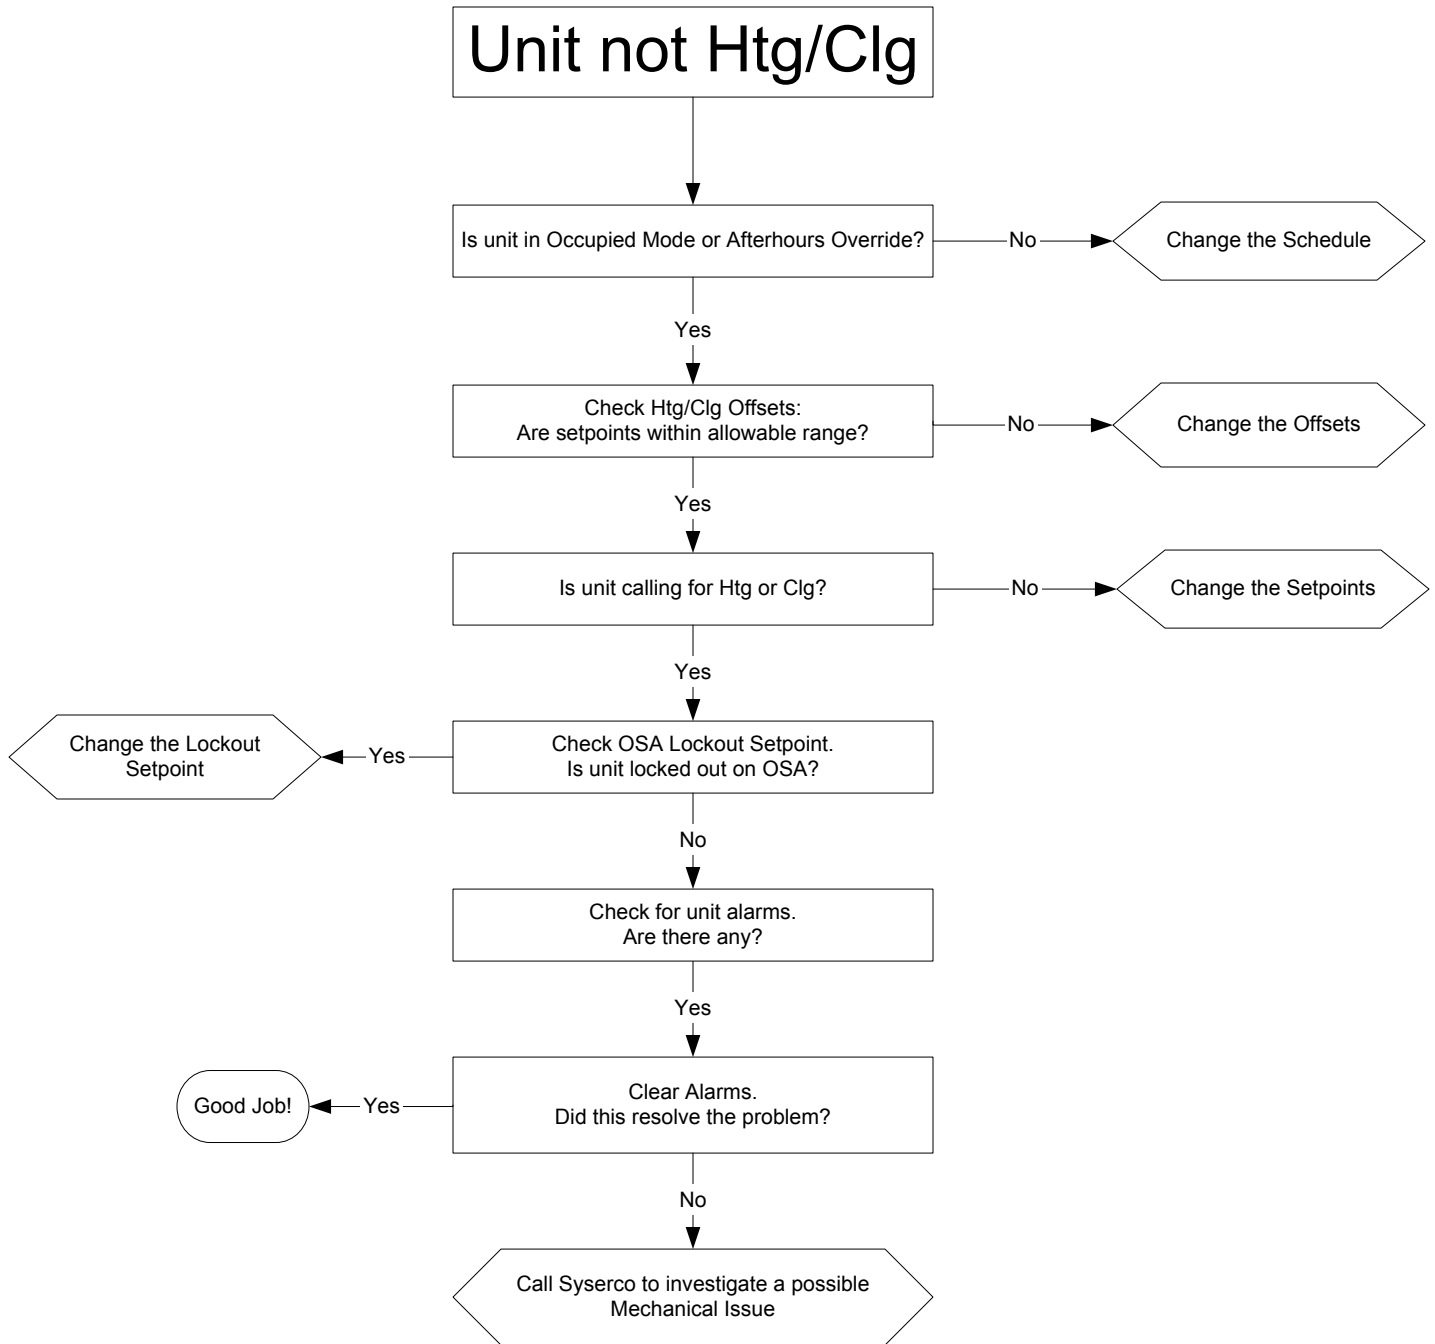 Unit not Htg/Clg
Is unit in Occupied Mode or Afterhours Override?
No
Change the Schedule
Yes
Check Htg/Clg Offsets:
Are setpoints within allowable range?
No
Change the Offsets
Yes
Is unit calling for Htg or Clg?
No
Change the Setpoints
Yes
Change the Lockout
Setpoint
Yes
Check OSA Lockout Setpoint.
Is unit locked out on OSA?
No
Check for unit alarms.
Are there any?
Yes
Good Job!
Yes
Clear Alarms.
Did this resolve the problem?
No
Call Syserco to investigate a possible
Mechanical Issue